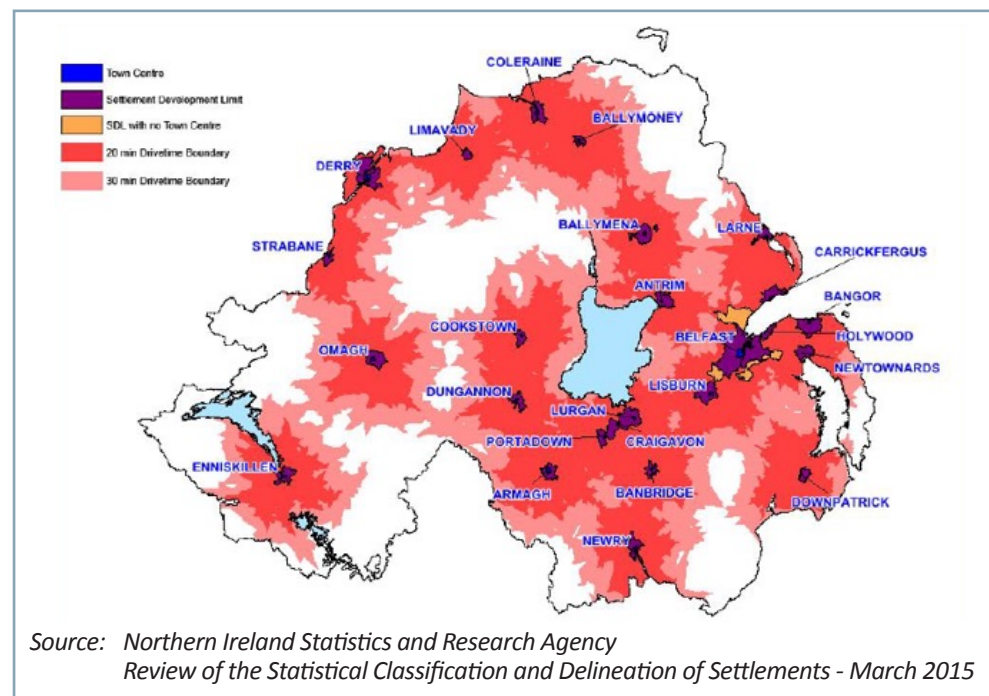 COLERAINE
Town Centre
Settlement Development Limit
SDL with no Town Centre
20 min Drivetime Boundary
30 min Drivetime Boundary
LIMAVADY
BALLYMONEY
DERRY
BALLYMENA
LARNE
STRABANE
CARRICKFERGUS
ANTRIM
BANGOR
COOKSTOWN
BELFAST
HOLYWOOD
OMAGH
NEWTOWNARDS
DUNGANNON
LISBURN
LURGAN
PORTADOWN
CRAIGAVON
ENNISKILLEN
ARMAGH
BANBRIDGE
DOWNPATRICK
NEWRY
Source: Northern Ireland Statistics and Research Agency
Review of the Statistical Classification and Delineation of Settlements - March 2015